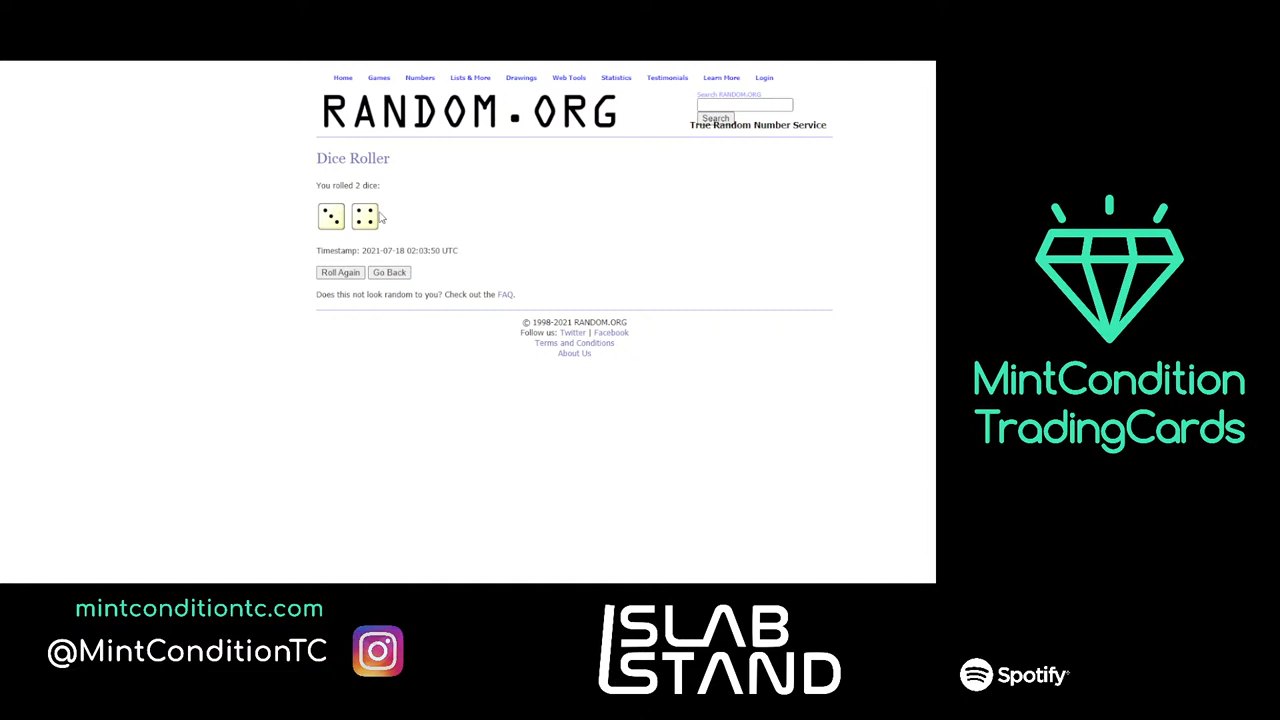 Home Games Numbers Lists & More Drawings Web Tools Statistics Testimonials Learn More Login
RANDOM.ORG
Search RANDOM.ORG
Search
True Random Number Service
Dice Roller
You rolled 2 dice:
Timestamp: 2021-07-18 02:03:50 UTC
Roll Again Go Back
Does this not look random to you? Check out the FAQ.
© 1998-2021 RANDOM.ORG
Follow us: Twitter | Facebook
Terms and Conditions
About Us
MintCondition
TradingCards
mintconditiontc.com
@MintConditionTC
SLAB
STAND
Spotify